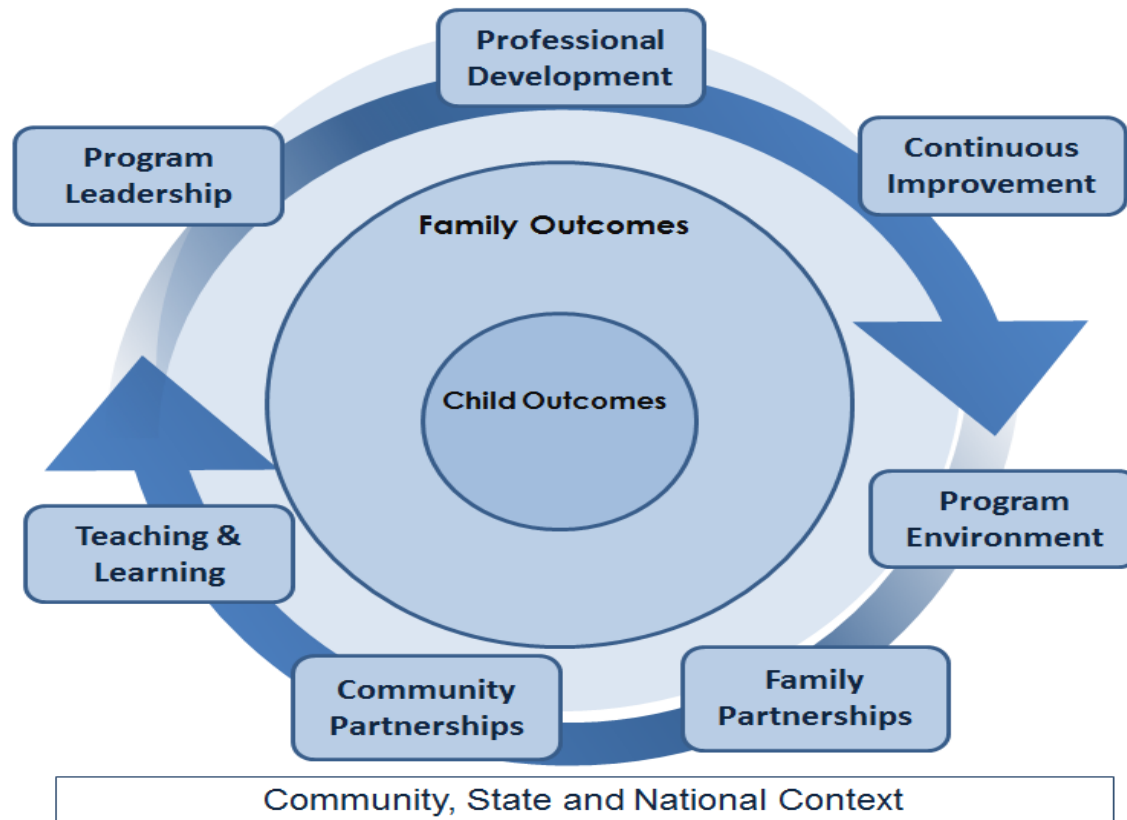 Professional
Development
Program
Leadership
Continuous
Improvement
Family Outcomes
Child Outcomes
Program
Environment
Teaching &
Learning
Community
Partnerships
Family
Partnerships
Community, State and National Context